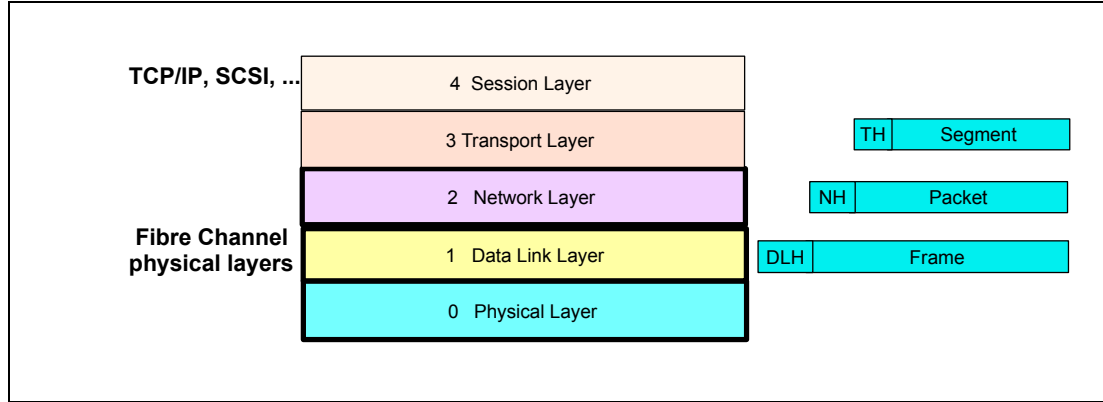 TCP/IP, SCSI, ...
4 Session Layer
3 Transport Layer
TH Segment
2 Network Layer
NH Packet
Fibre Channel
physical layers
1 Data Link Layer
DLH Frame
0 Physical Layer